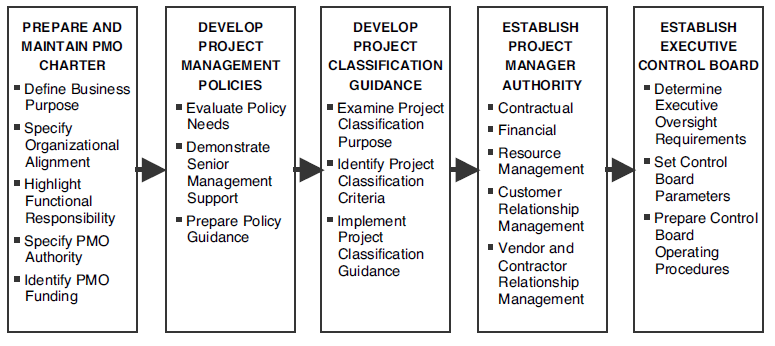 PREPARE AND
MAINTAIN PMO
CHARTER
▪ Define Business
Purpose
▪ Specify
Organizational
Alignment
▪ Highlight
Functional
Responsibility
▪ Specify PMO
Authority
▪ Identify PMO
Funding
DEVELOP
PROJECT
MANAGEMENT
POLICIES
▪ Evaluate Policy
Needs
▪ Demonstrate
Senior
Management
Support
▪ Prepare Policy
Guidance
DEVELOP
PROJECT
CLASSIFICATION
GUIDANCE
▪ Examine Project
Classification
Purpose
▪ Identify Project
Classification
Criteria
▪ Implement
Project
Classification
Guidance
ESTABLISH
PROJECT
MANAGER
AUTHORITY
▪ Contractual
▪ Financial
▪ Resource
Management
▪ Customer
Relationship
Management
▪ Vendor and
Contractor
Relationship
Management
ESTABLISH
EXECUTIVE
CONTROL BOARD
▪ Determine
Executive
Oversight
Requirements
▪ Set Control
Board
Parameters
▪ Prepare Control
Board
Operating
Procedures